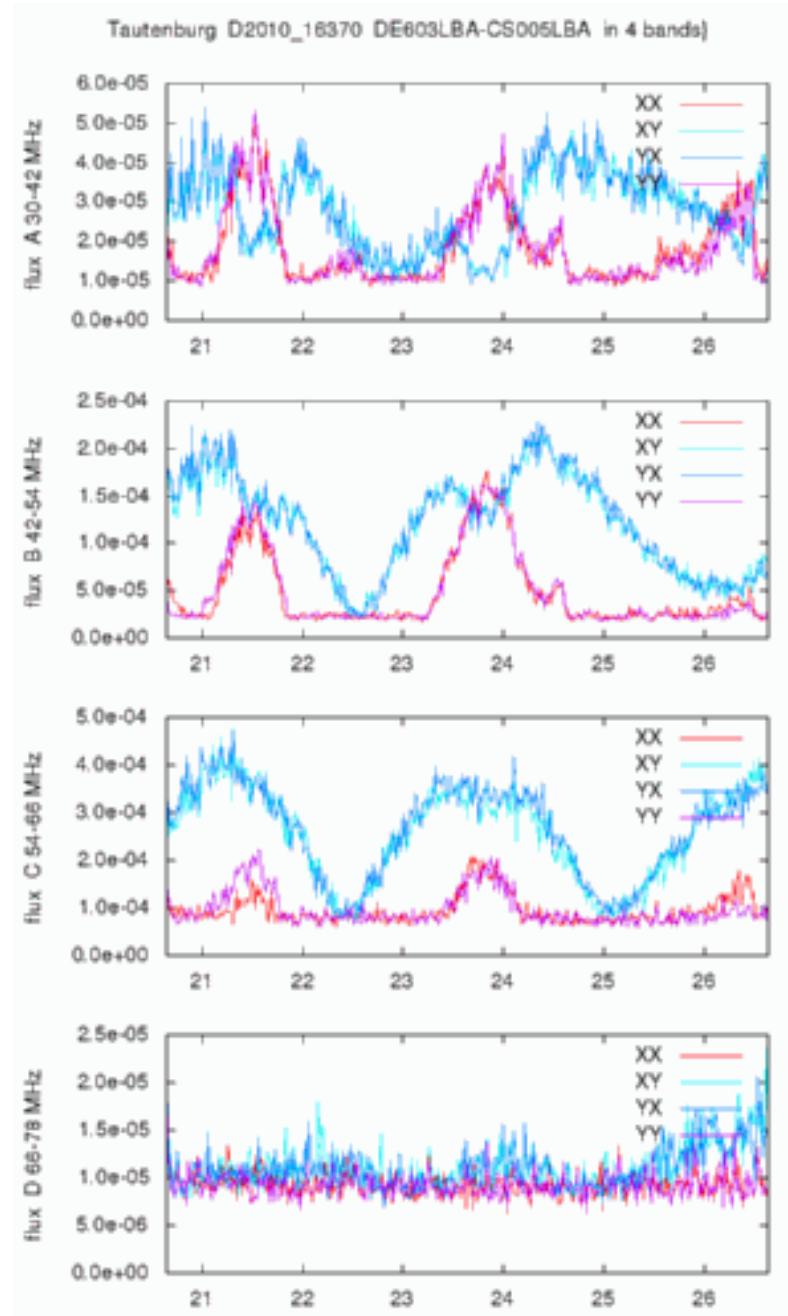 Tautenburg D2010_16370 DE603LBA-CS005LBA in 4 bands}
flux A 30-42 MHz
6.0e-05
5.0e-05
4.0e-05
3.0e-05
2.0e-05
1.0e-05
0.0e+00
XX
XY
YX
YY
21 22 23 24 25 26
flux B 42-54 MHz
2.5e-04
2.0e-04
1.5e-04
1.0e-04
5.0e-05
0.0e+00
XX
XY
YX
YY
21 22 23 24 25 26
flux C 54-66 MHz
5.0e-04
4.0e-04
3.0e-04
2.0e-04
1.0e-04
0.0e+00
XX
XY
YX
YY
21 22 23 24 25 26
flux D 66-78 MHz
2.5e-05
2.0e-05
1.5e-05
1.0e-05
5.0e-06
0.0e+00
XX
XY
YX
YY
21 22 23 24 25 26